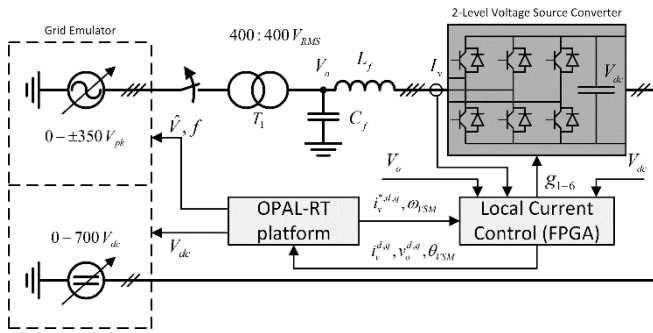 2-Level Voltage Source Converter
Grid Emulator
400 : 400 V_RMS
V_o
L_f
I_v
V_dc
T_1
C_f
0 – ±350 V_pk
V̂, f
V_o
g_1–6
V_dc
0 – 700 V_dc
OPAL-RT
platform
i_v^*,d,q, ω_VSM
Local Current
Control (FPGA)
V_dc
i_v^d,q, v_o^d,q, θ_VSM